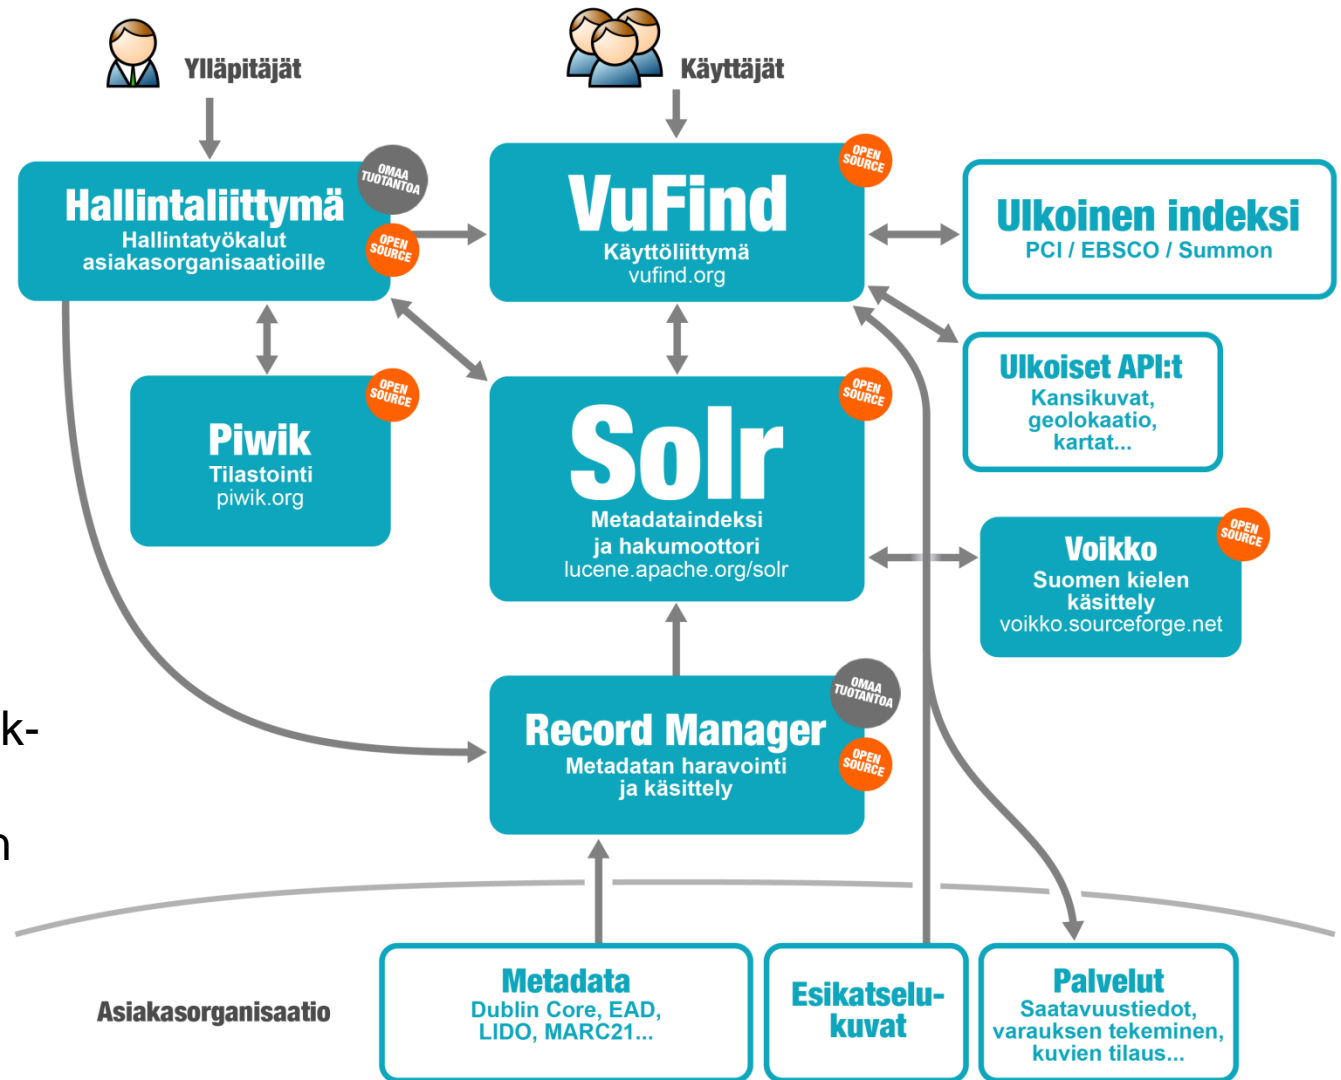 Ylläpitäjät
Käyttäjät
Hallintaliittymä
Hallintatyökalut
asiakasorganisaatioille
OMAA
TUOTANTOA
OPEN
SOURCE
VuFind
Käyttöliittymä
vufind.org
OPEN
SOURCE
Ulkoinen indeksi
PCI / EBSCO / Summon
Ulkoiset API:t
Kansikuvat,
geolokaatio,
kartat...
Piwik
Tilastointi
piwik.org
OPEN
SOURCE
Solr
Metadataindeksi
ja hakumoottori
lucene.apache.org/solr
OPEN
SOURCE
Voikko
Suomen kielen
käsittely
voikko.sourceforge.net
OPEN
SOURCE
k-
n
Record Manager
Metadatan haravointi
ja käsittely
OMAA
TUOTANTOA
OPEN
SOURCE
Asiakasorganisaatio
Metadata
Dublin Core, EAD,
LIDO, MARC21...
Esikatselu-
kuvat
Palvelut
Saatavuustiedot,
varauksen tekeminen,
kuvien tilaus...